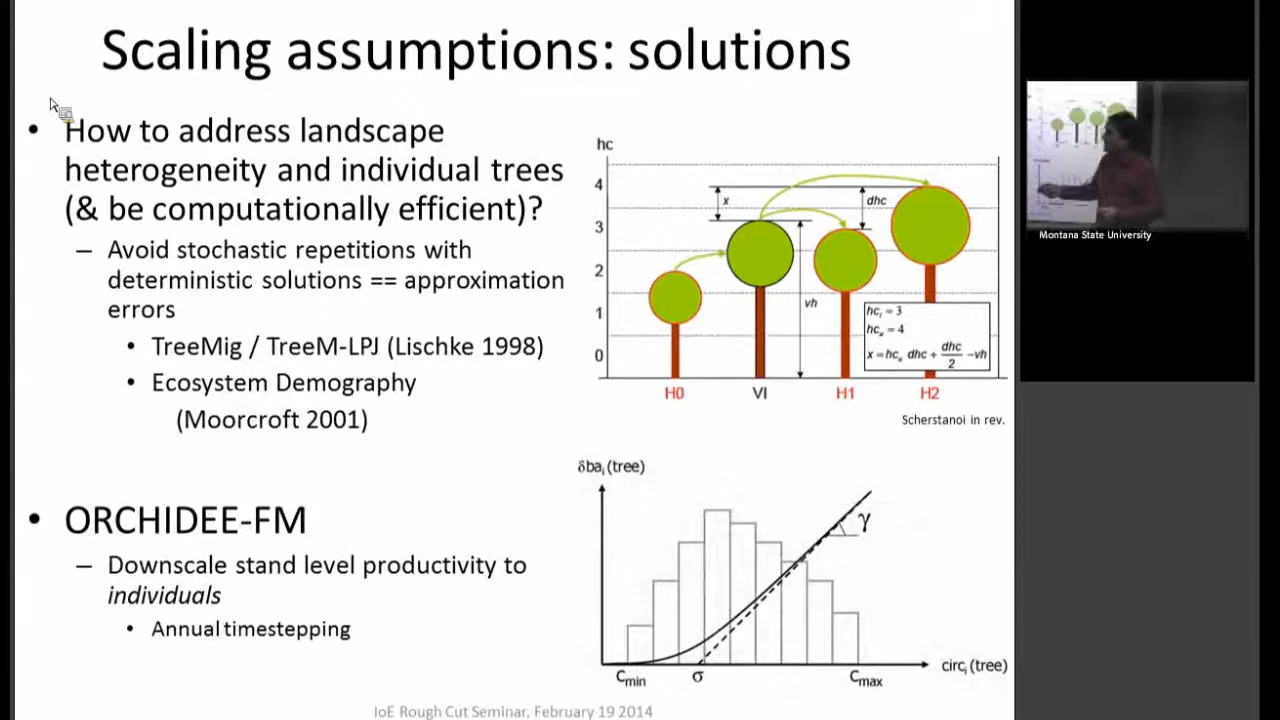 Scaling assumptions: solutions
• How to address landscape
heterogeneity and individual trees
(& be computationally efficient)?
– Avoid stochastic repetitions with
deterministic solutions == approximation
errors
• TreeMig / TreeM-LPJ (Lischke 1998)
• Ecosystem Demography
(Moorcroft 2001)
• ORCHIDEE-FM
– Downscale stand level productivity to
individuals
• Annual timestepping
hc
4
3
2
1
0
x
dhc
vh
hcₗ = 3
hcᵤ = 4
x = hcᵤ dhc + dhc/2 – vh
H0 VI H1 H2
Scherstanoi in rev.
δbaᵢ (tree)
γ
Cmin σ Cmax
circᵢ (tree)
IoE Rough Cut Seminar, February 19 2014
Montana State University